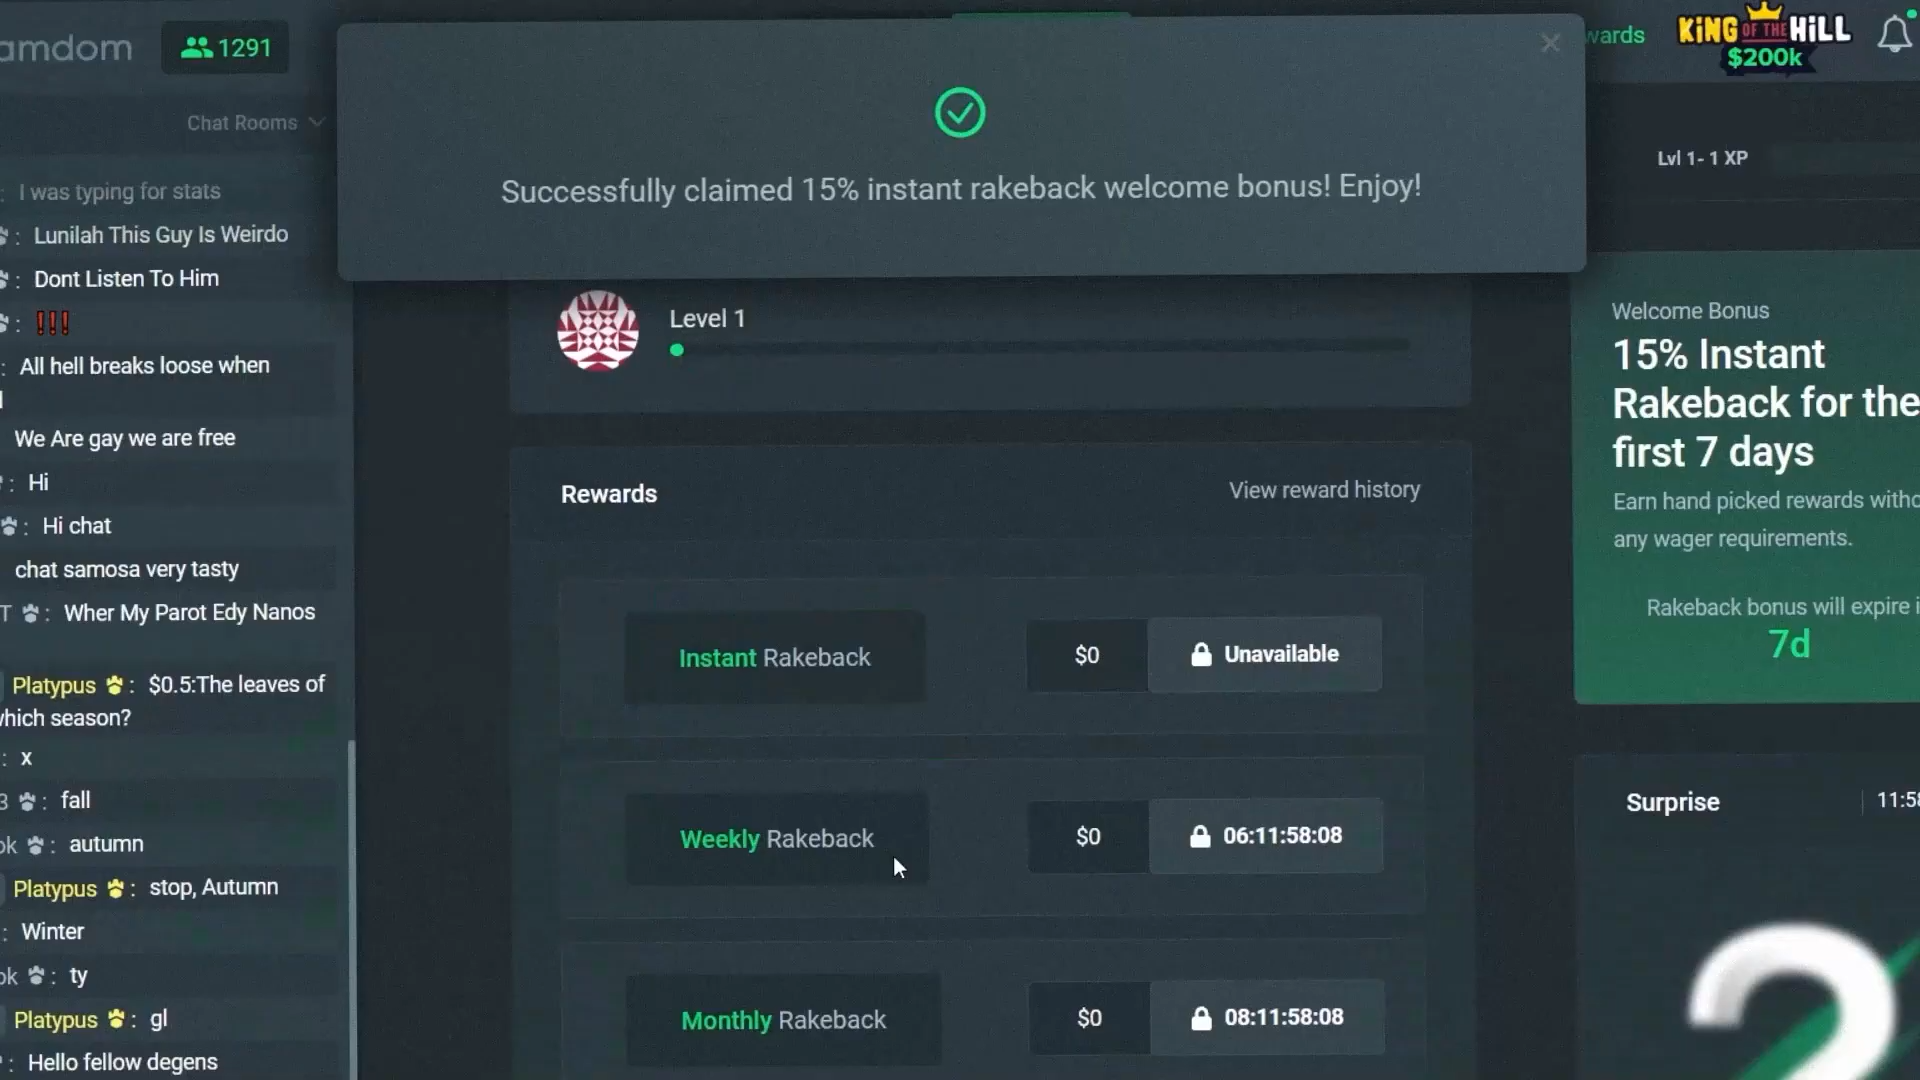 amdom
1291
wards
KiNG OF THE HiLL
$200k
Chat Rooms
Successfully claimed 15% instant rakeback welcome bonus! Enjoy!
Lvl 1- 1 XP
: I was typing for stats
: Lunilah This Guy Is Weirdo
: Dont Listen To Him
: !!!
: All hell breaks loose when
We Are gay we are free
: Hi
: Hi chat
chat samosa very tasty
T : Wher My Parot Edy Nanos
Platypus : $0.5:The leaves of
which season?
: x
3 : fall
ok : autumn
Platypus : stop, Autumn
: Winter
ok : ty
Platypus : gl
: Hello fellow degens
Level 1
Rewards
View reward history
Instant Rakeback
$0
Unavailable
Weekly Rakeback
$0
06:11:58:08
Monthly Rakeback
$0
08:11:58:08
Welcome Bonus
15% Instant
Rakeback for the
first 7 days
Earn hand picked rewards witho
any wager requirements.
Rakeback bonus will expire i
7d
Surprise
11:58
2